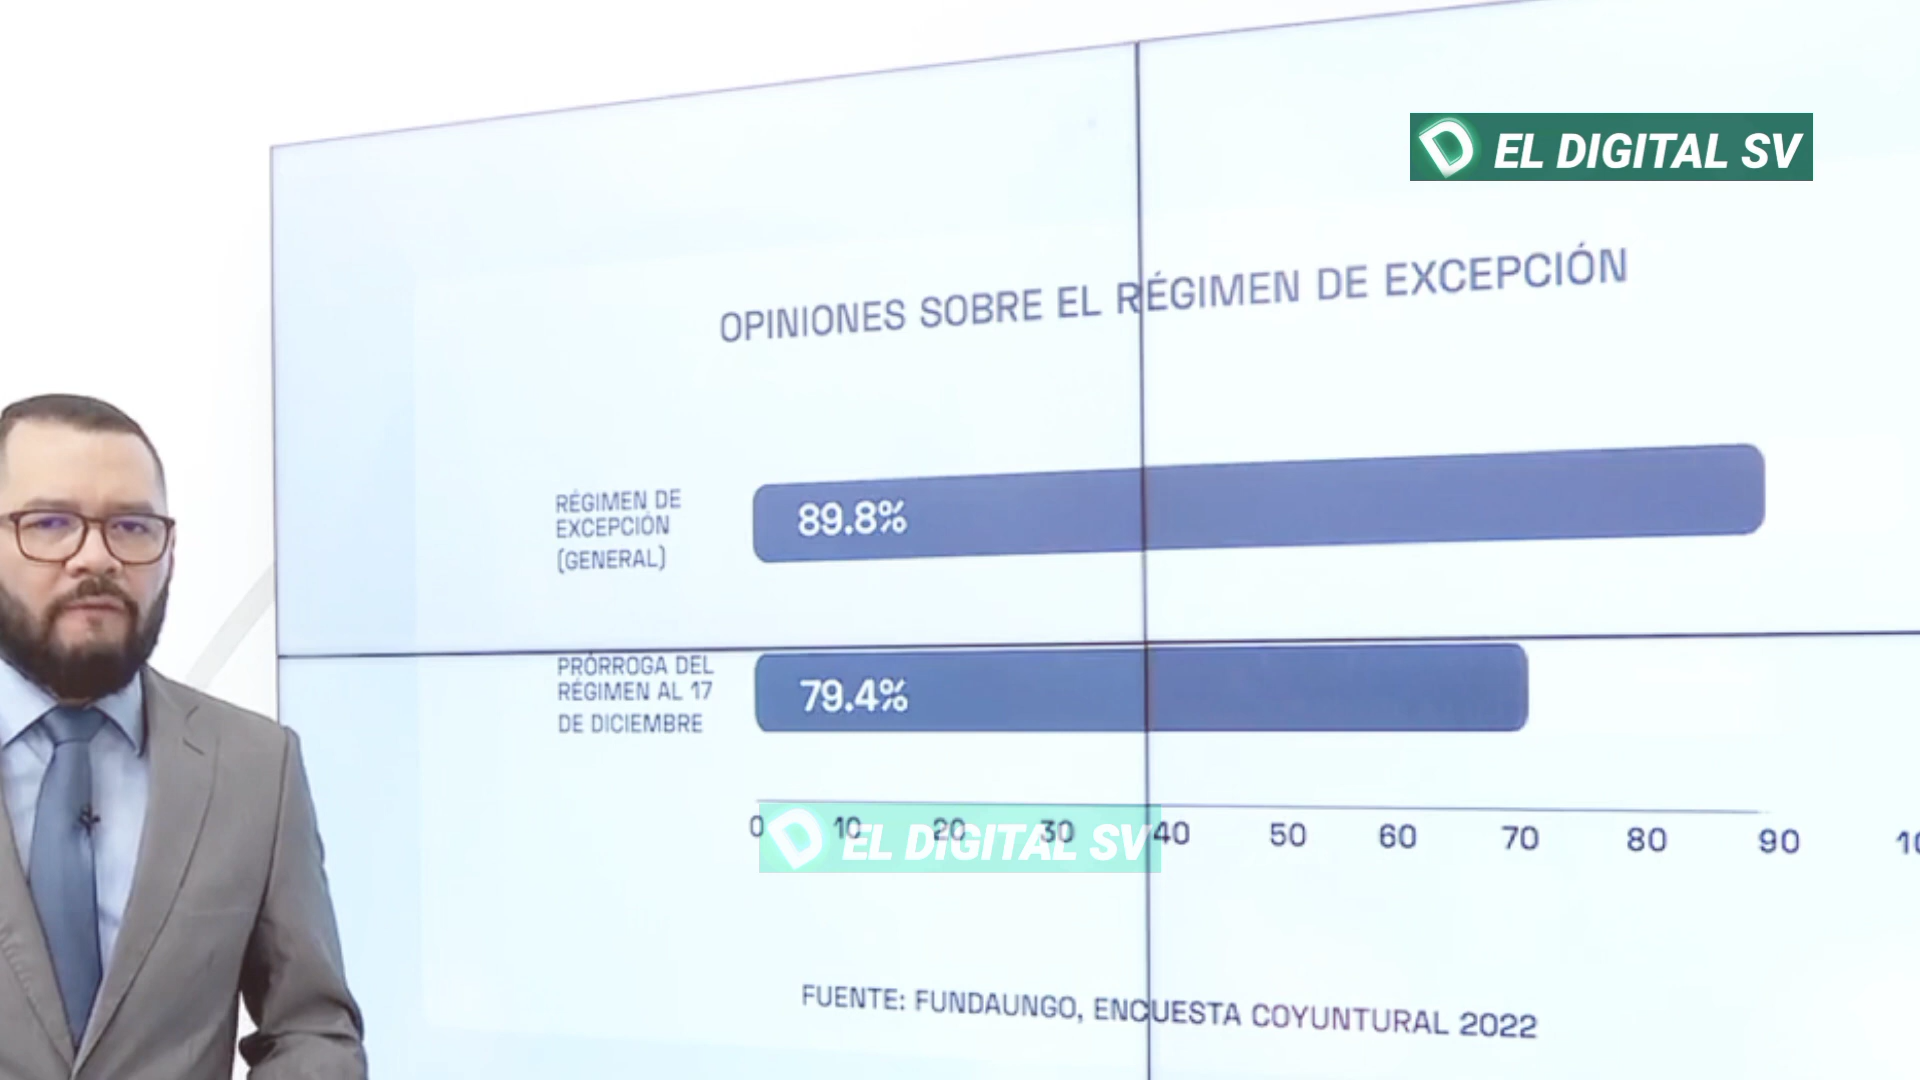 EL DIGITAL SV
OPINIONES SOBRE EL RÉGIMEN DE EXCEPCIÓN
RÉGIMEN DE
EXCEPCIÓN
(GENERAL)
89.8%
PRÓRROGA DEL
RÉGIMEN AL 17
DE DICIEMBRE
79.4%
0 10 20 30 40 50 60 70 80 90
EL DIGITAL SV
FUENTE: FUNDAUNGO, ENCUESTA COYUNTURAL 2022